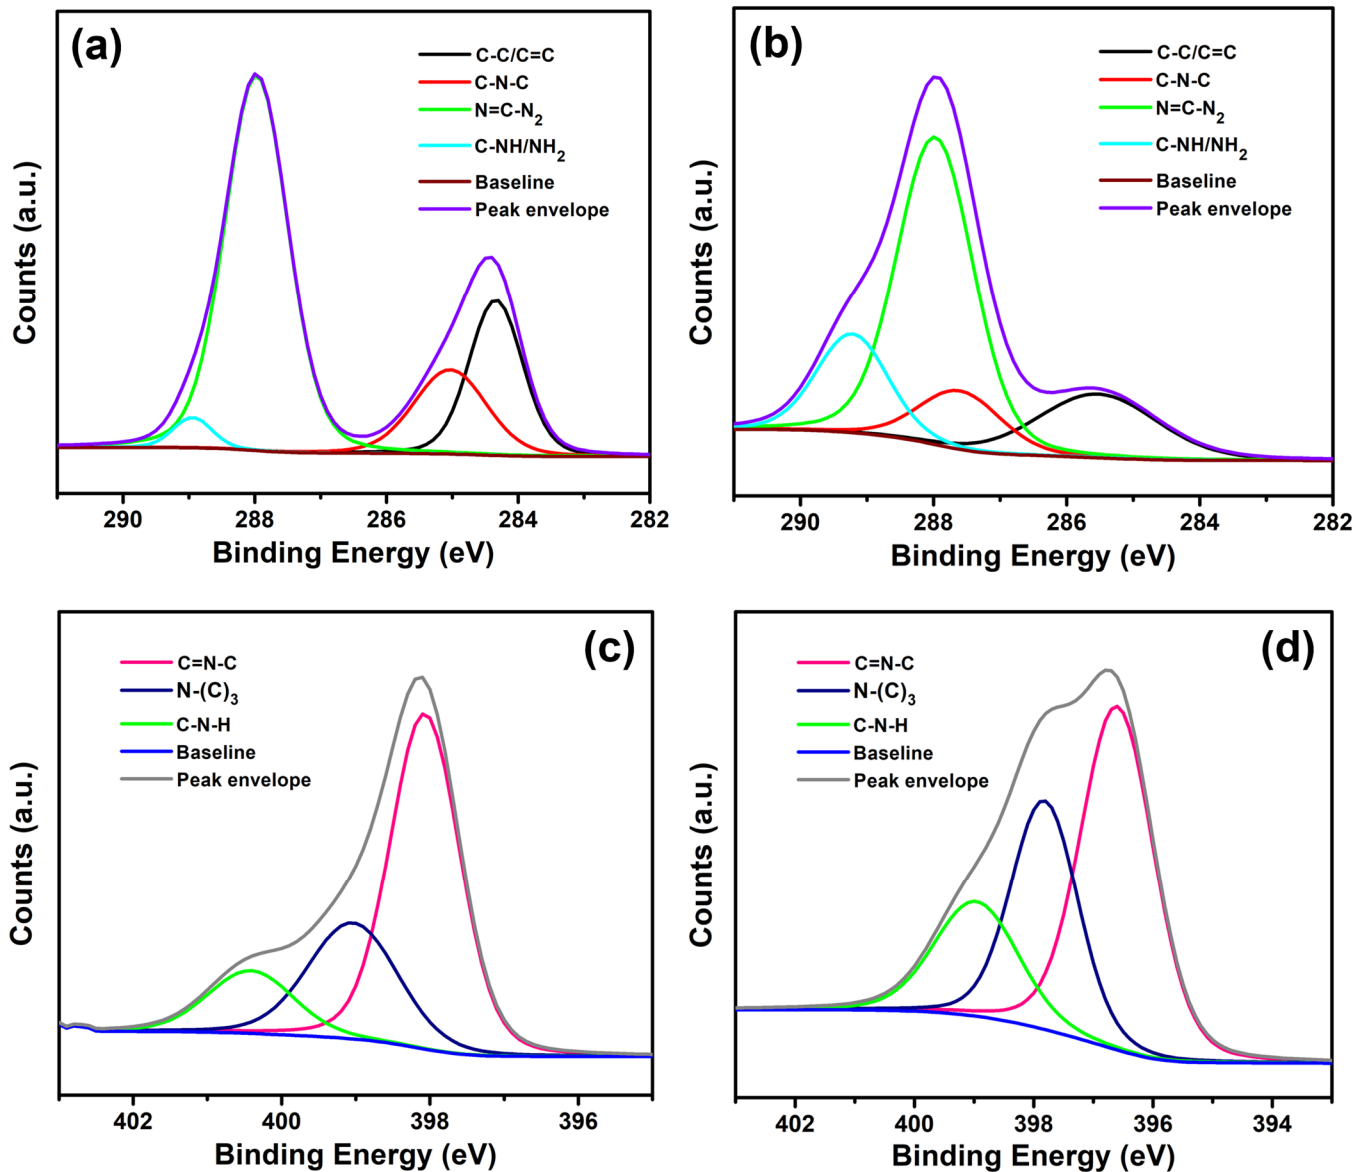 (a)
C-C/C=C
C-N-C
N=C-N2
C-NH/NH2
Baseline
Peak envelope
Counts (a.u.)
290 288 286 284 282
Binding Energy (eV)
(b)
C-C/C=C
C-N-C
N=C-N2
C-NH/NH2
Baseline
Peak envelope
Counts (a.u.)
290 288 286 284 282
Binding Energy (eV)
(c)
C=N-C
N-(C)3
C-N-H
Baseline
Peak envelope
Counts (a.u.)
402 400 398 396
Binding Energy (eV)
(d)
C=N-C
N-(C)3
C-N-H
Baseline
Peak envelope
Counts (a.u.)
402 400 398 396 394
Binding Energy (eV)